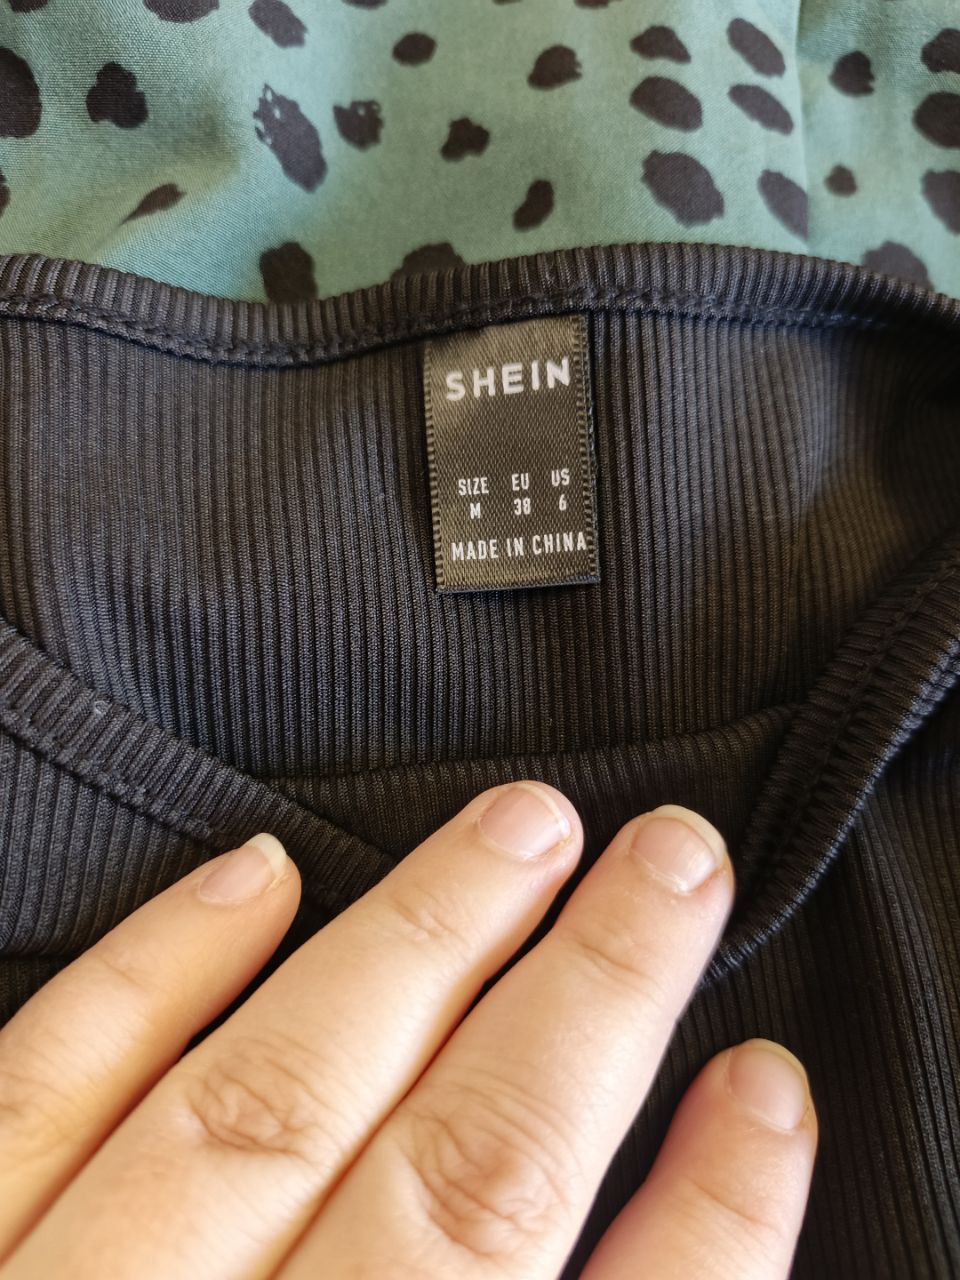 SHEIN
SIZE EU US
M 38 6
MADE IN CHINA